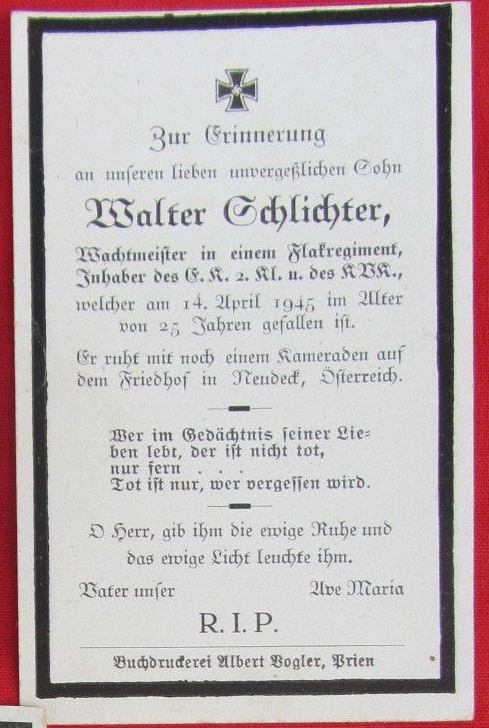 Zur Erinnerung
an unseren lieben unvergeßlichen Sohn
Walter Schlichter,
Wachtmeister in einem Flakregiment,
Inhaber des E. K. 2. Kl. u. des KVK.,
welcher am 14. April 1945 im Alter
von 25 Jahren gefallen ist.
Er ruht mit noch einem Kameraden auf
dem Friedhof in Neudeck, Österreich.
Wer im Gedächtnis seiner Lie=
ben lebt, der ist nicht tot,
nur fern . . .
Tot ist nur, wer vergessen wird.
O Herr, gib ihm die ewige Ruhe und
das ewige Licht leuchte ihm.
Vater unser Ave Maria
R. I. P.
Buchdruckerei Albert Vogler, Prien